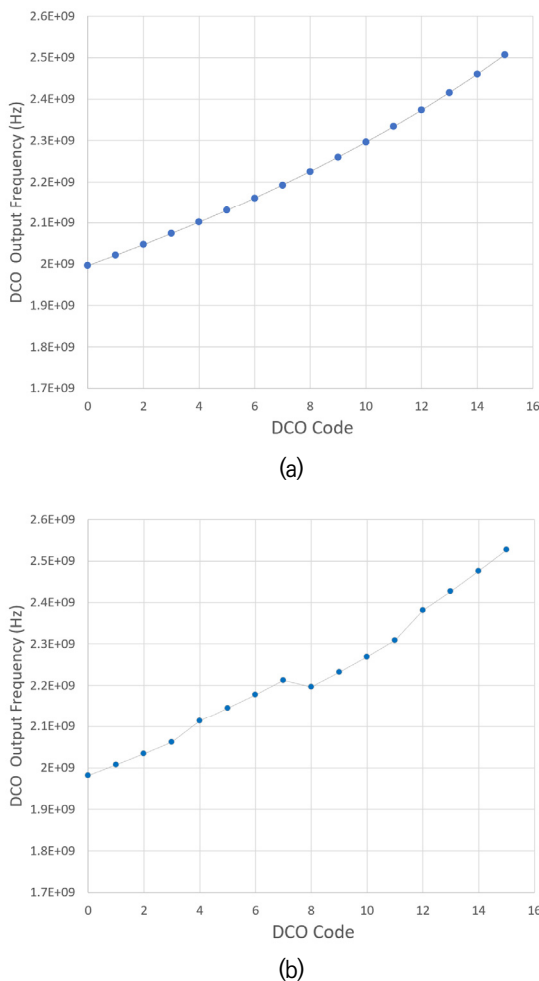 2.6E+09
2.5E+09
2.4E+09
2.3E+09
2.2E+09
2.1E+09
2E+09
1.9E+09
1.8E+09
1.7E+09
DCO Output Frequency (Hz)
0 2 4 6 8 10 12 14 16
DCO Code
(a)
2.6E+09
2.5E+09
2.4E+09
2.3E+09
2.2E+09
2.1E+09
2E+09
1.9E+09
1.8E+09
1.7E+09
DCO Output Frequency (Hz)
0 2 4 6 8 10 12 14 16
DCO Code
(b)